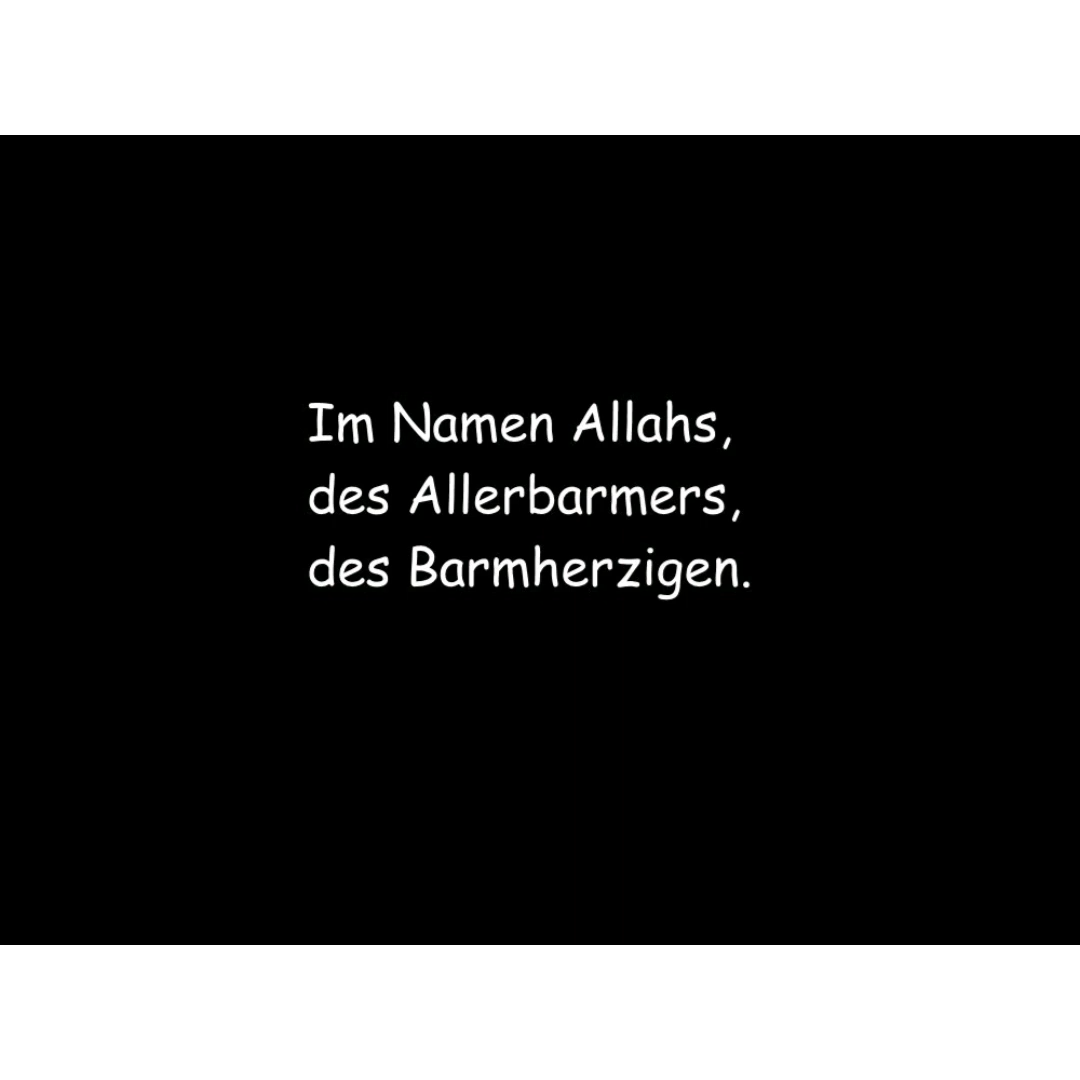 Im Namen Allahs,
des Allerbarmers,
des Barmherzigen.